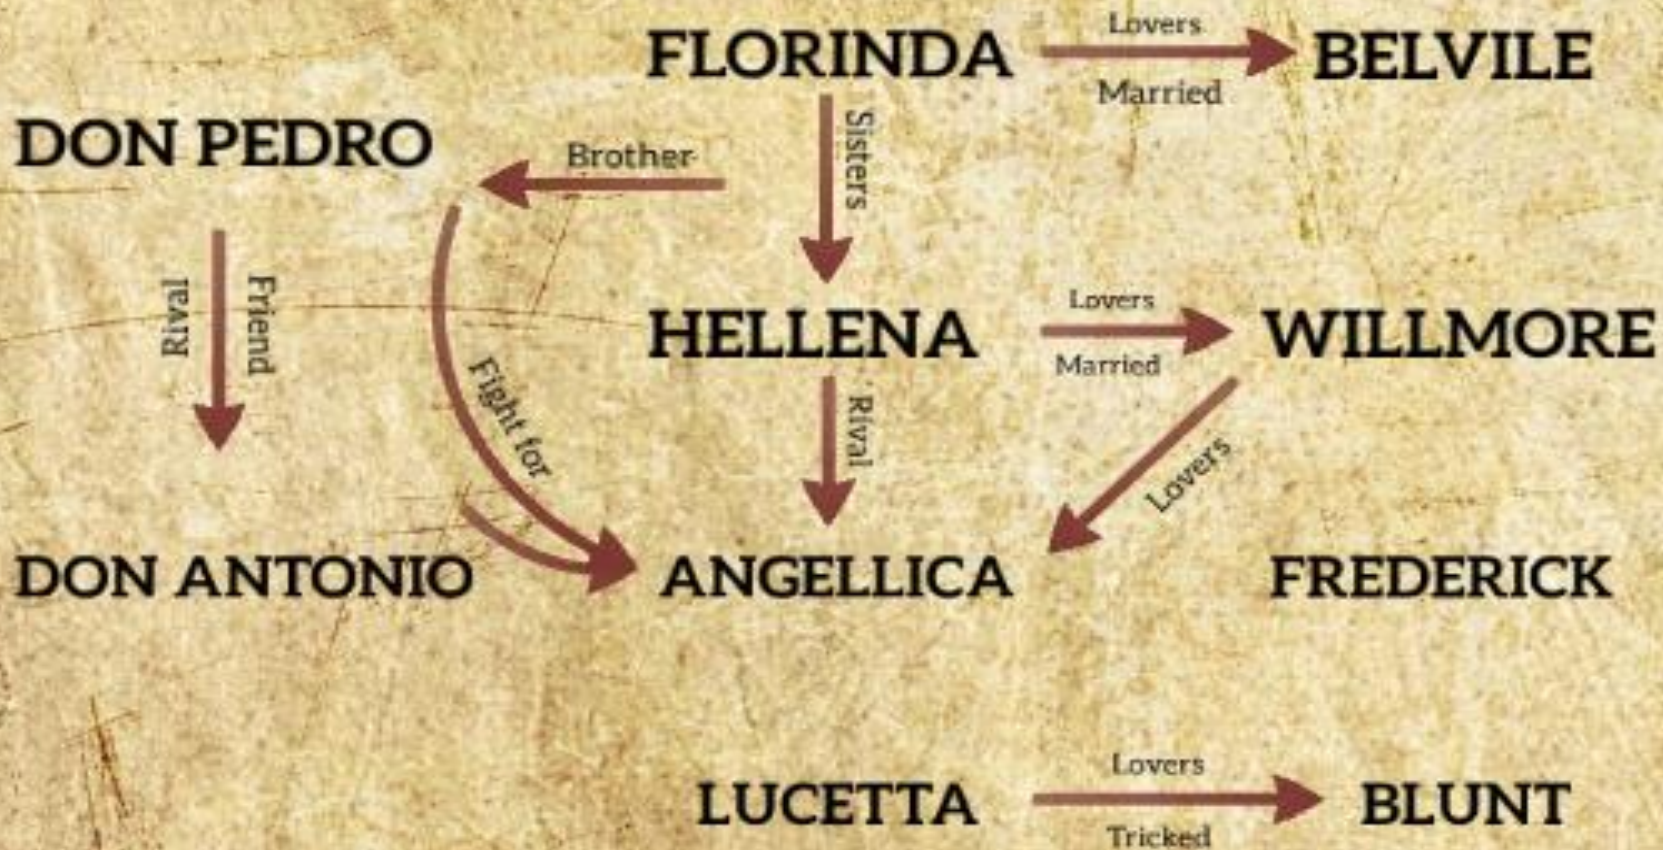 Lovers
FLORINDA
BELVILE
Married
DON PEDRO
Brother
Sisters
Rival
Friend
Fight for
HELLENA
Lovers
WILLMORE
Married
Rival
Lovers
DON ANTONIO
ANGELLICA
FREDERICK
Lovers
LUCETTA
BLUNT
Tricked